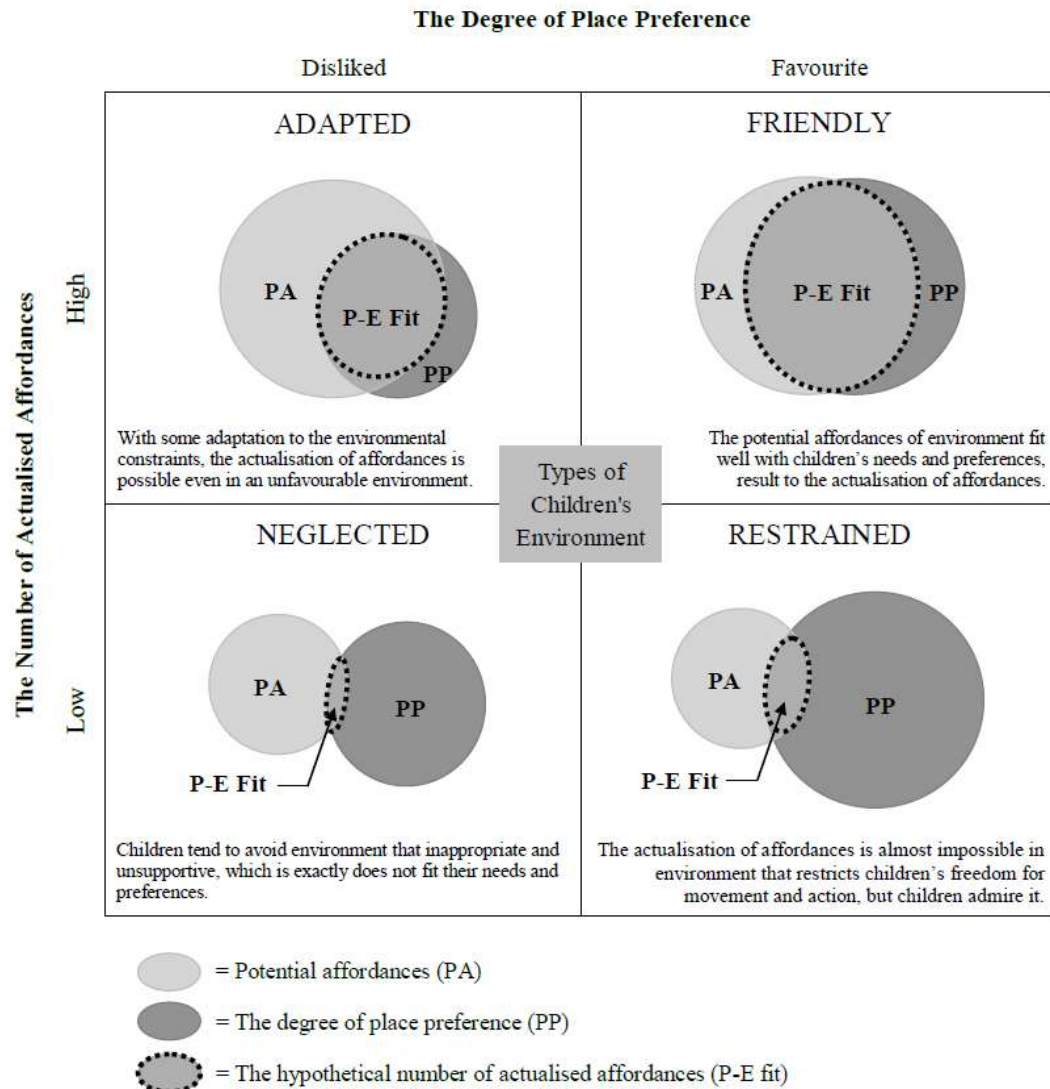 The Degree of Place Preference
Disliked
Favourite
The Number of Actualised Affordances
High
Low
ADAPTED
PA
P-E Fit
PP
With some adaptation to the environmental
constraints, the actualisation of affordances is
possible even in an unfavourable environment.
FRIENDLY
PA
P-E Fit
PP
The potential affordances of environment fit
well with children's needs and preferences,
result to the actualisation of affordances.
Types of
Children's
Environment
NEGLECTED
PA
PP
P-E Fit
Children tend to avoid environment that inappropriate and
unsupportive, which is exactly does not fit their needs and
preferences.
RESTRAINED
PA
PP
P-E Fit
The actualisation of affordances is almost impossible in
environment that restricts children's freedom for
movement and action, but children admire it.
= Potential affordances (PA)
= The degree of place preference (PP)
= The hypothetical number of actualised affordances (P-E fit)